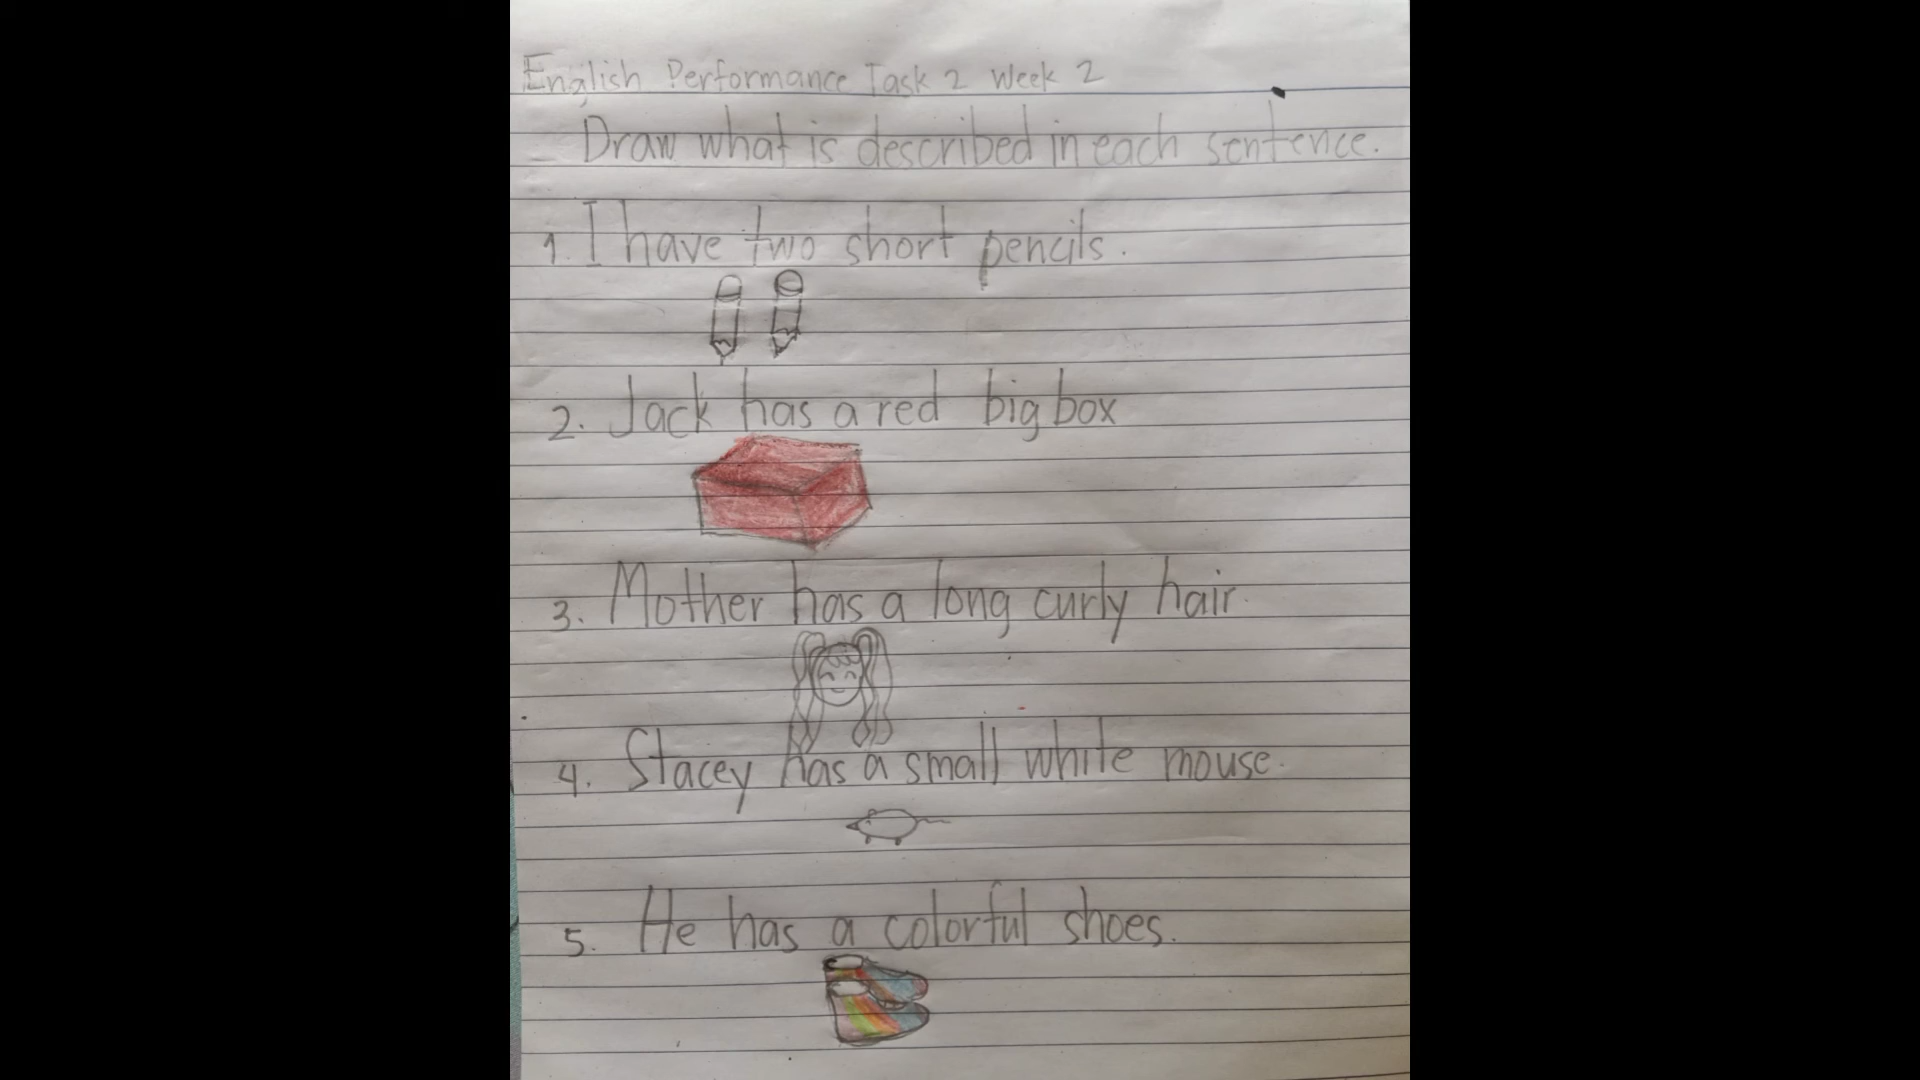 English Performance Task 2 Week 2
Draw what is described in each sentence.
1. I have two short pencils.
2. Jack has a red big box
3. Mother has a long curly hair.
4. Stacey has a small white mouse.
5. He has a colorful shoes.